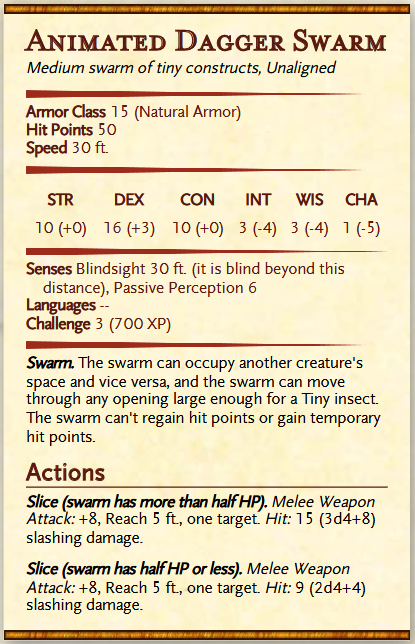 Animated Dagger Swarm
Medium swarm of tiny constructs, Unaligned
Armor Class 15 (Natural Armor)
Hit Points 50
Speed 30 ft.
STR DEX CON INT WIS CHA
10 (+0) 16 (+3) 10 (+0) 3 (-4) 3 (-4) 1 (-5)
Senses Blindsight 30 ft. (it is blind beyond this
distance), Passive Perception 6
Languages --
Challenge 3 (700 XP)
Swarm. The swarm can occupy another creature's
space and vice versa, and the swarm can move
through any opening large enough for a Tiny insect.
The swarm can't regain hit points or gain temporary
hit points.
Actions
Slice (swarm has more than half HP). Melee Weapon
Attack: +8, Reach 5 ft., one target. Hit: 15 (3d4+8)
slashing damage.
Slice (swarm has half HP or less). Melee Weapon
Attack: +8, Reach 5 ft., one target. Hit: 9 (2d4+4)
slashing damage.